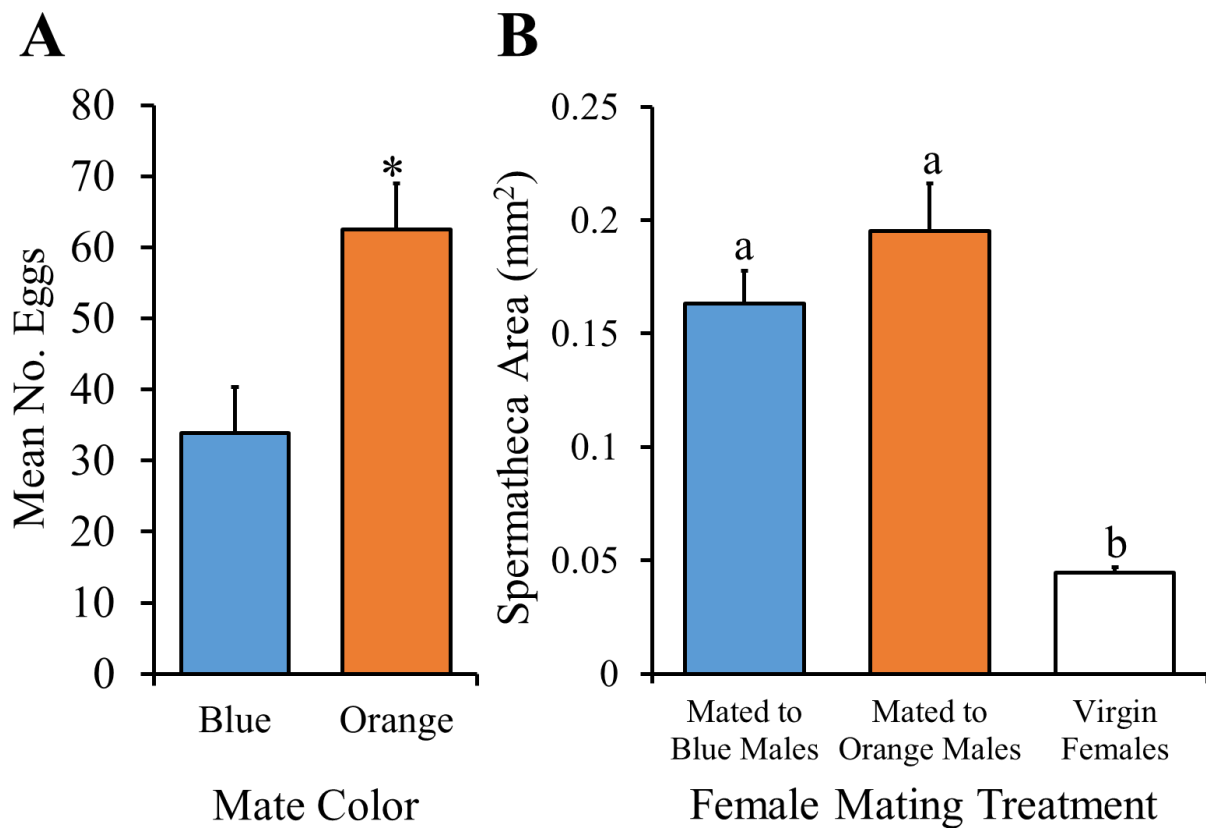 A
Mean No. Eggs
80
70
60
50
40
30
20
10
0
*
Blue
Orange
Mate Color
B
Spermatheca Area (mm²)
0.25
0.2
0.15
0.1
0.05
0
a
a
b
Mated to
Blue Males
Mated to
Orange Males
Virgin
Females
Female Mating Treatment